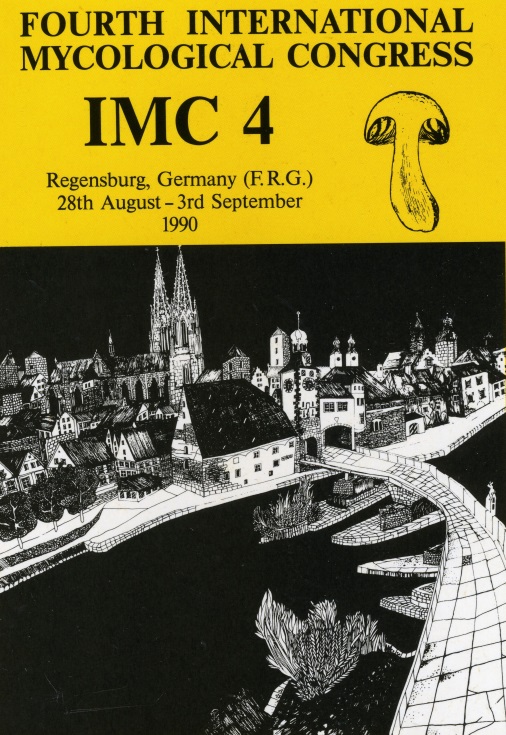 FOURTH INTERNATIONAL
MYCOLOGICAL CONGRESS
IMC 4
Regensburg, Germany (F.R.G.)
28th August – 3rd September
1990